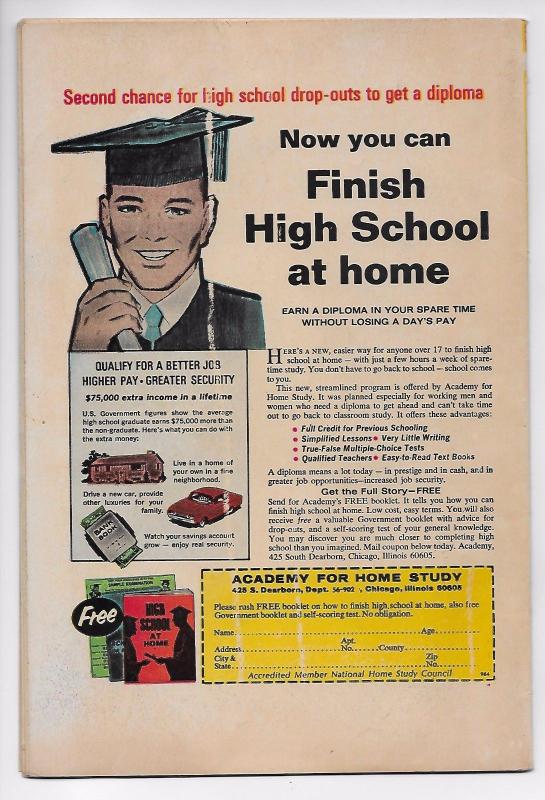 Second chance for high school drop-outs to get a diploma
Now you can
Finish
High School
at home
EARN A DIPLOMA IN YOUR SPARE TIME
WITHOUT LOSING A DAY'S PAY
QUALIFY FOR A BETTER JOB
HIGHER PAY • GREATER SECURITY
$75,000 extra income in a lifetime
U.S. Government figures show the average
high school graduate earns $75,000 more than
the non-graduate. Here's what you can do with
the extra money:
Live in a home of
your own in a fine
neighborhood.
Drive a new car, provide
other luxuries for your
family.
BANK
BOOK
Watch your savings account
grow — enjoy real security.
HERE'S A NEW, easier way for anyone over 17 to finish high
school at home — with just a few hours a week of spare-
time study. You don't have to go back to school — school comes
to you.
This new, streamlined program is offered by Academy for
Home Study. It was planned especially for working men and
women who need a diploma to get ahead and can't take time
out to go back to classroom study. It offers these advantages:
• Full Credit for Previous Schooling
• Simplified Lessons • Very Little Writing
• True-False Multiple-Choice Tests
• Qualified Teachers • Easy-to-Read Text Books
A diploma means a lot today — in prestige and in cash, and in
greater job opportunities—increased job security.
Get the Full Story—FREE
Send for Academy's FREE booklet. It tells you how you can
finish high school at home. Low cost, easy terms. You will also
receive free a valuable Government booklet with advice for
drop-outs, and a self-scoring test of your general knowledge.
You may discover you are much closer to completing high
school than you imagined. Mail coupon below today. Academy,
425 South Dearborn, Chicago, Illinois 60605.
Free
SAMPLE EXAMINATION
HIGH
SCHOOL
AT
HOME
ACADEMY FOR HOME STUDY
425 S. Dearborn, Dept. 56-902 , Chicago, Illinois 60605
Please rush FREE booklet on how to finish high school at home, also free
Government booklet and self-scoring test. No obligation.
Name Age
Apt.
Address No. County
City & Zip
State No.
Accredited Member National Home Study Council 964